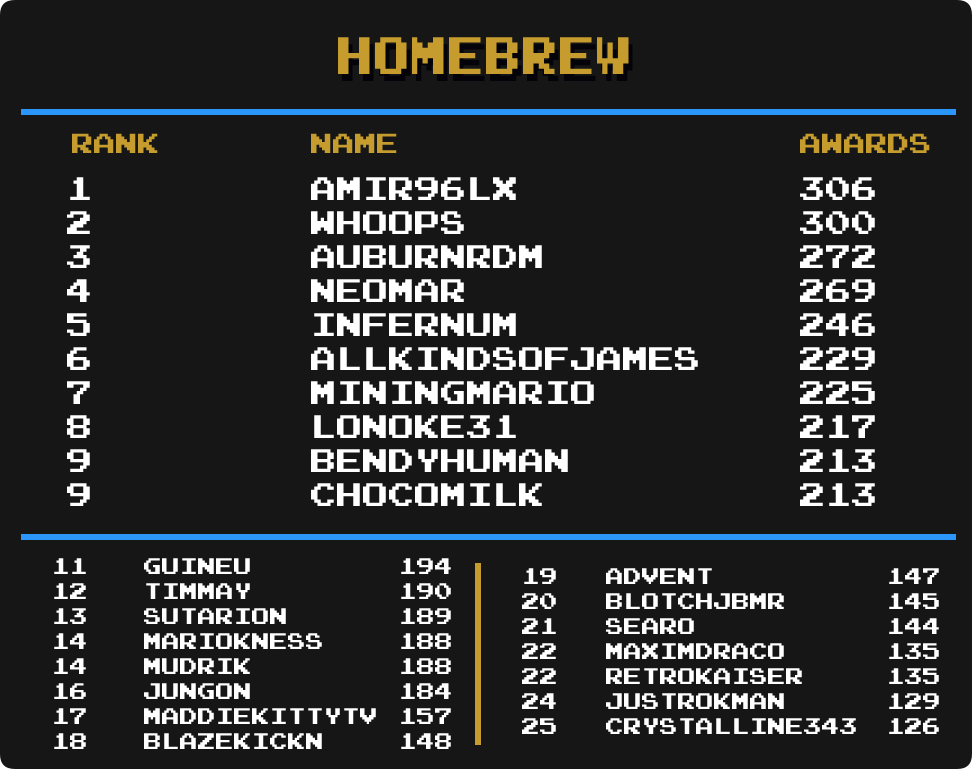 HOMEBREW
RANK NAME AWARDS
1 AMIR96LX 306
2 WHOOPS 300
3 AUBURNRDM 272
4 NEOMAR 269
5 INFERNUM 246
6 ALLKINDSOFJAMES 229
7 MININGMARIO 225
8 LONOKE31 217
9 BENDYHUMAN 213
9 CHOCOMILK 213
11 GUINEU 194
12 TIMMAY 190
13 SUTARION 189
14 MARIOKNESS 188
14 MUDRIK 188
16 JUNGON 184
17 MADDIEKITTYTV 157
18 BLAZEKICKN 148
19 ADVENT 147
20 BLOTCHJBMR 145
21 SEARO 144
22 MAXIMDRACO 135
22 RETROKAISER 135
24 JUSTROKMAN 129
25 CRYSTALLINE343 126